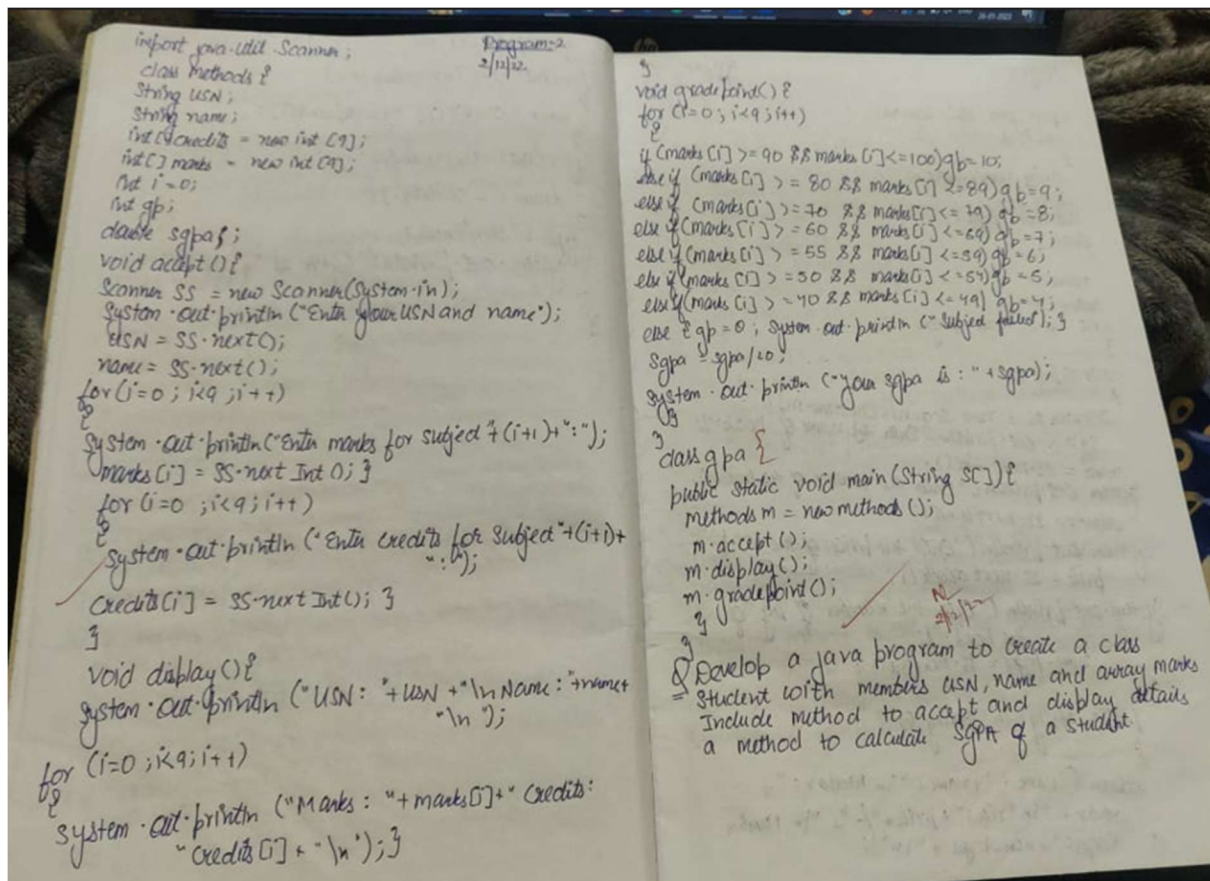 import java.util.Scanner;
Program-2
2/12/22
class methods {
String USN;
String name;
int[] credits = new int [9];
int[] marks = new int [9];
int i=0;
int gp;
double sgpa;
void accept() {
Scanner SS = new Scanner(System.in);
System.out.println ("Enter your USN and name");
USN = SS.next();
name = SS.next();
for (i=0; i<9; i++)
{
System.out.println ("Enter marks for subject"+(i+1)+":");
marks[i] = SS.next Int(); }
for (i=0; i<9; i++)
{
System.out.println ("Enter credits for subject"+(i+1)+
":");
credits[i] = SS.next Int(); }
}
void display() {
System.out.println ("USN: "+USN+"\n Name: "+name+
"\n");
for (i=0; i<9; i++)
{
System.out.println ("Marks: "+marks[i]+" Credits:
"credits[i]+"\n"); }
}
void gradepoint() {
for (i=0; i<9; i++)
{
if (marks[i] >= 90 && marks[i]<=100) gp=10;
else if (marks[i] >= 80 && marks[i]<=89) gp=9;
else if (marks[i] >= 70 && marks[i]<=79) gp=8;
else if (marks[i] >= 60 && marks[i]<=69) gp=7;
else if (marks[i] >= 55 && marks[i]<=59) gp=6;
else if (marks[i] >= 50 && marks[i]<=54) gp=5;
else if (marks[i] >= 40 && marks[i]<=49) gp=4;
else { gp=0; System.out.println ("Subject failed"); }
Sgpa = sgpa/20;
System.out.println ("your sgpa is: "+sgpa);
}
}
class gpa {
public static void main(String S[]) {
methods m = new methods();
m.accept();
m.display();
m.gradepoint();
}
2/12/22
}
Q Develop a java program to create a class
Student with members USN, name and array marks
Include method to accept and display details
a method to calculate SGPA of a student